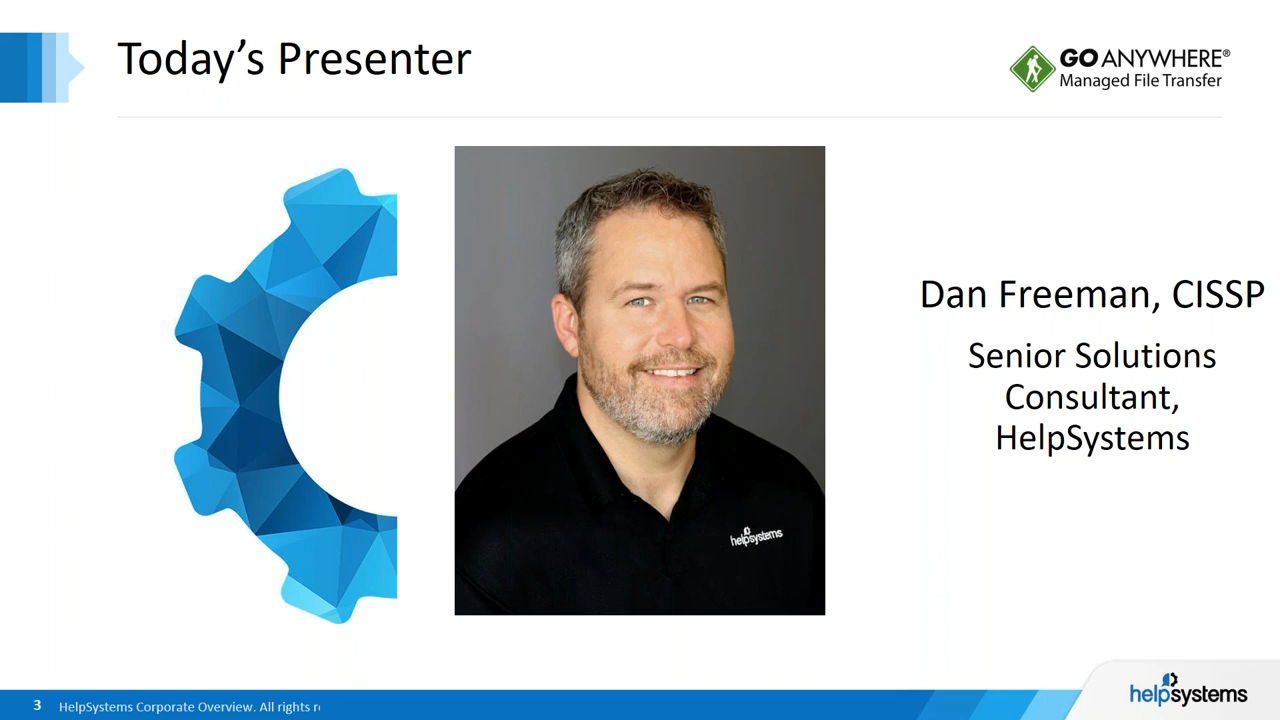 Today’s Presenter
GO ANYWHERE®
Managed File Transfer
Dan Freeman, CISSP
Senior Solutions
Consultant,
HelpSystems
helpsystems
3 HelpSystems Corporate Overview. All rights
helpsystems